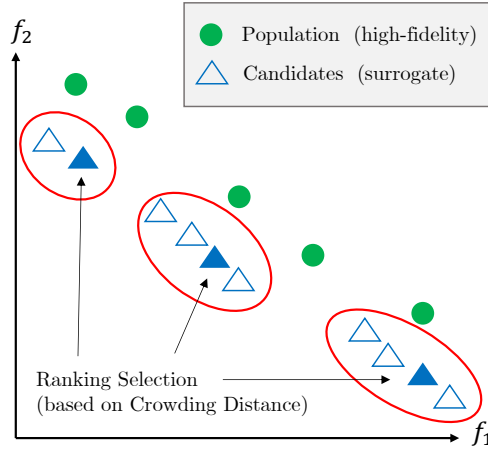 f2
Population (high-fidelity)
Candidates (surrogate)
Ranking Selection
(based on Crowding Distance)
f1